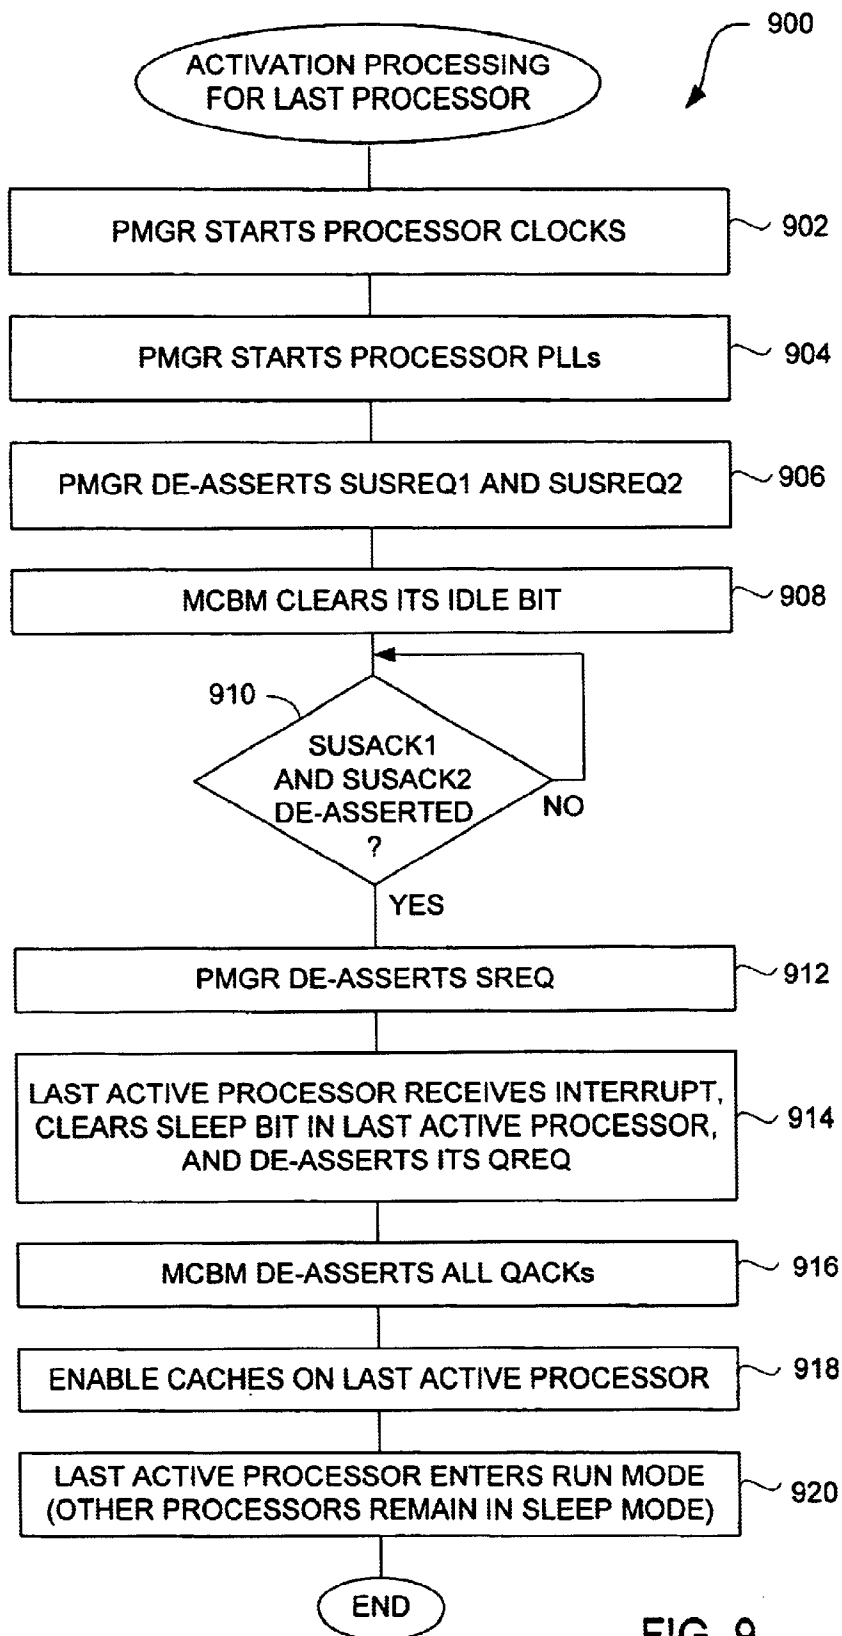 900
ACTIVATION PROCESSING
FOR LAST PROCESSOR
PMGR STARTS PROCESSOR CLOCKS
902
PMGR STARTS PROCESSOR PLLs
904
PMGR DE-ASSERTS SUSREQ1 AND SUSREQ2
906
MCBM CLEARS ITS IDLE BIT
908
910
SUSACK1
AND SUSACK2
DE-ASSERTED
?
NO
YES
PMGR DE-ASSERTS SREQ
912
LAST ACTIVE PROCESSOR RECEIVES INTERRUPT,
CLEARS SLEEP BIT IN LAST ACTIVE PROCESSOR,
AND DE-ASSERTS ITS QREQ
914
MCBM DE-ASSERTS ALL QACKs
916
ENABLE CACHES ON LAST ACTIVE PROCESSOR
918
LAST ACTIVE PROCESSOR ENTERS RUN MODE
(OTHER PROCESSORS REMAIN IN SLEEP MODE)
920
END
FIG. 9